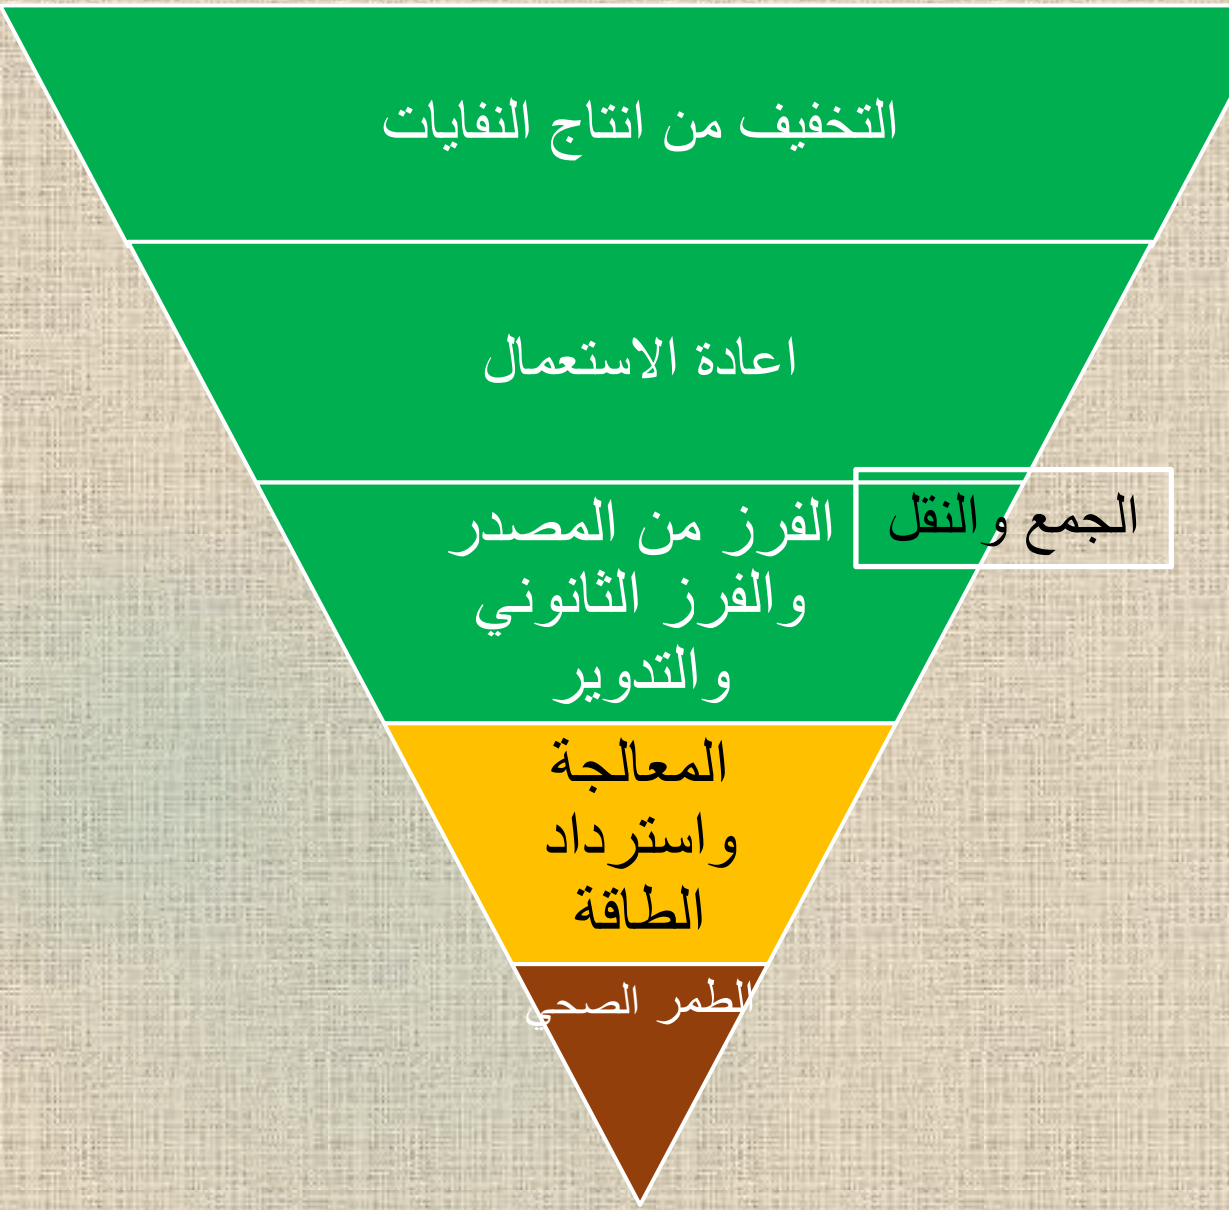 التخفيف من انتاج النفايات
اعادة الاستعمال
الجمع والنقل
الفرز من المصدر
والفرز الثانوني
والتدوير
المعالجة
واسترداد
الطاقة
الطمر الصحي